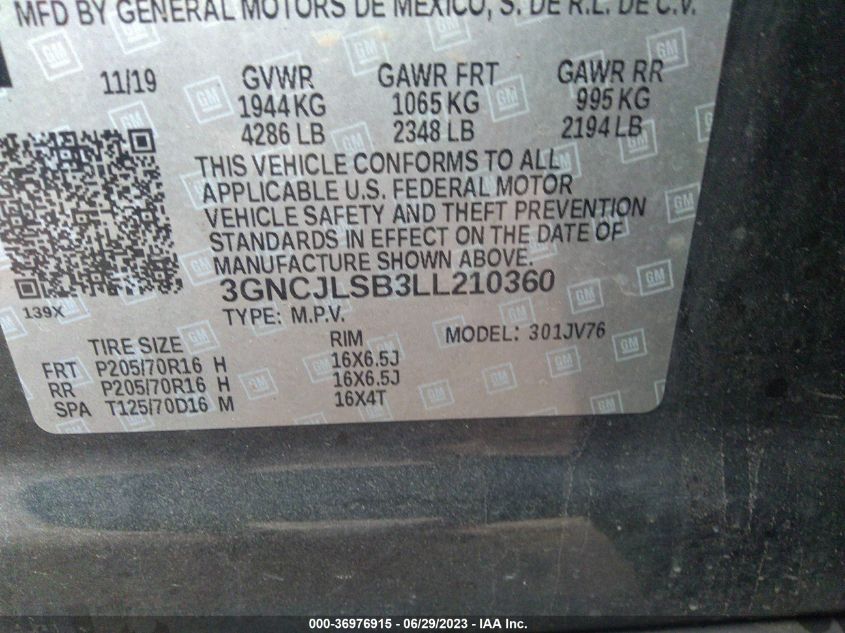 MFD BY GENERAL MOTORS DE MEXICO, S. DE R.L. DE C.V.
11/19 GVWR GAWR FRT GAWR RR
1944 KG 1065 KG 995 KG
4286 LB 2348 LB 2194 LB
THIS VEHICLE CONFORMS TO ALL
APPLICABLE U.S. FEDERAL MOTOR
VEHICLE SAFETY AND THEFT PREVENTION
STANDARDS IN EFFECT ON THE DATE OF
MANUFACTURE SHOWN ABOVE.
3GNCJLSB3LL210360
139X
TYPE: M.P.V.
MODEL: 301JV76
TIRE SIZE RIM
FRT P205/70R16 H 16X6.5J
RR P205/70R16 H 16X6.5J
SPA T125/70D16 M 16X4T
GM
000-36976915 - 06/29/2023 - IAA Inc.